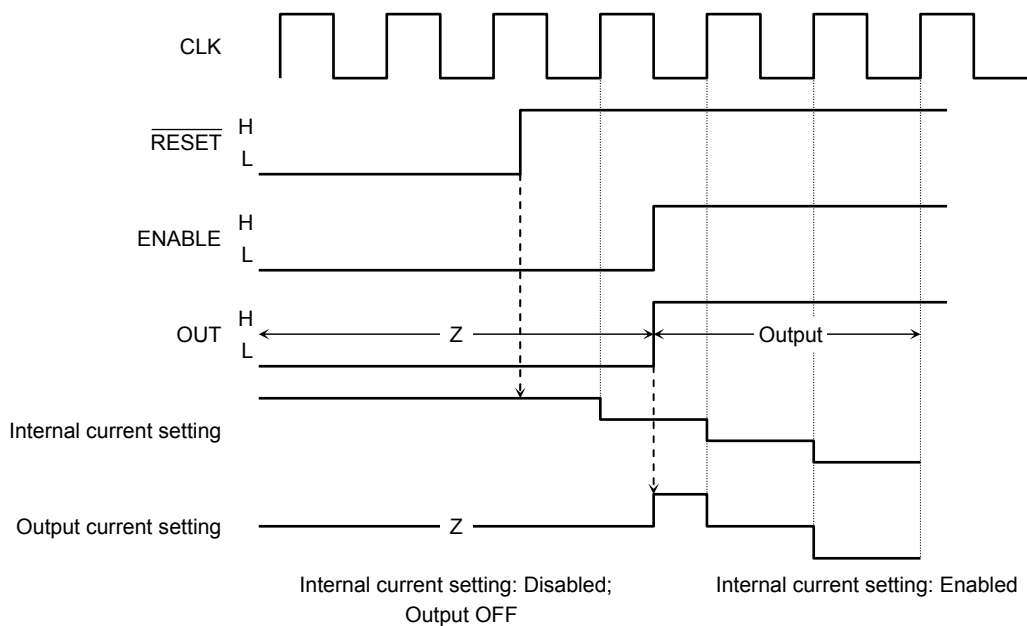 CLK
RESET
H
L
ENABLE
H
L
OUT
H
L
Z
Output
Internal current setting
Output current setting
Z
Internal current setting: Disabled;
Output OFF
Internal current setting: Enabled